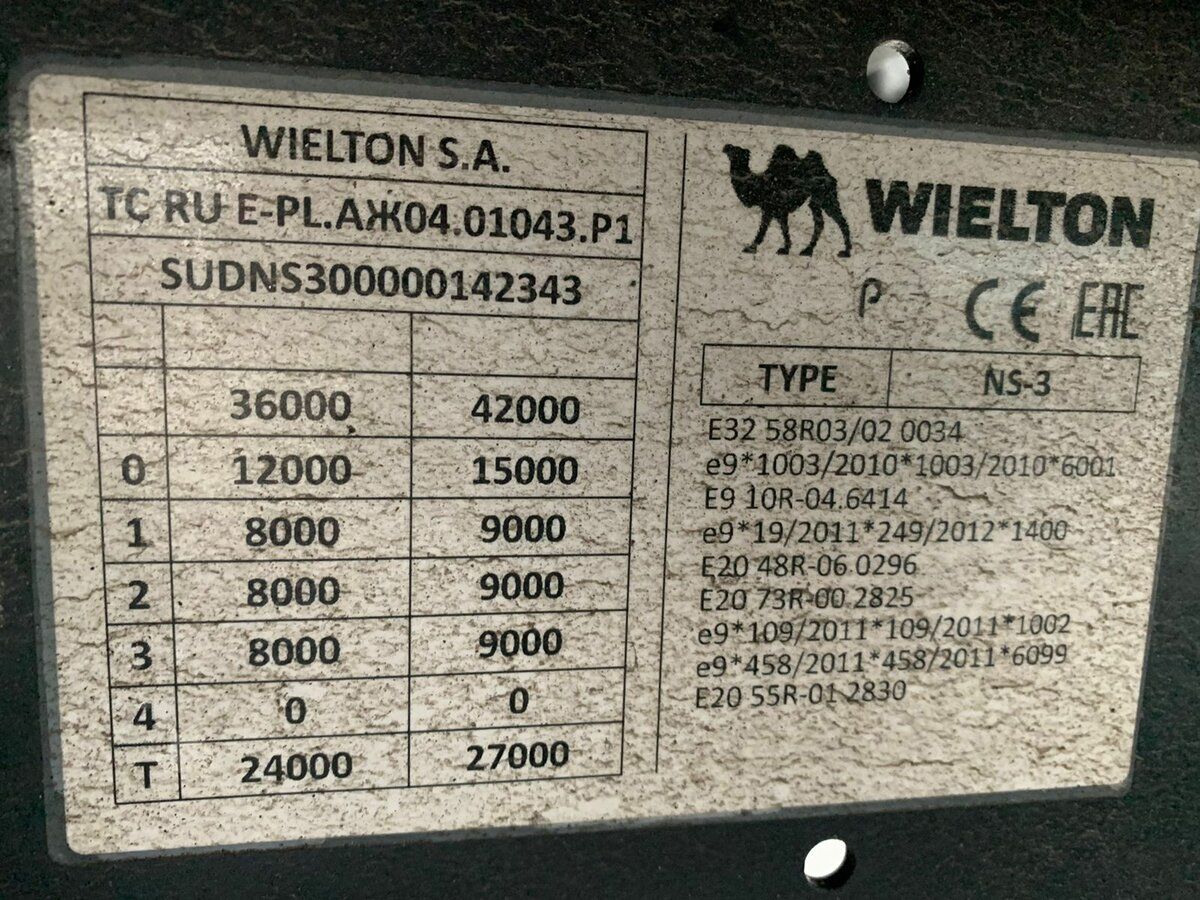 WIELTON S.A.
TC RU E-PL.АЖ04.01043.P1
SUDNS300000142343
36000 42000
0 12000 15000
1 8000 9000
2 8000 9000
3 8000 9000
4 0 0
T 24000 27000
WIELTON
P CE EAC
TYPE NS-3
E32 58R03/02 0034
e9*1003/2010*1003/2010*6001
E9 10R-04.6414
e9*19/2011*249/2012*1400
E20 48R-06.0296
E20 73R-00 2825
e9*109/2011*109/2011*1002
e9*458/2011*458/2011*6099
E20 55R-01 2830